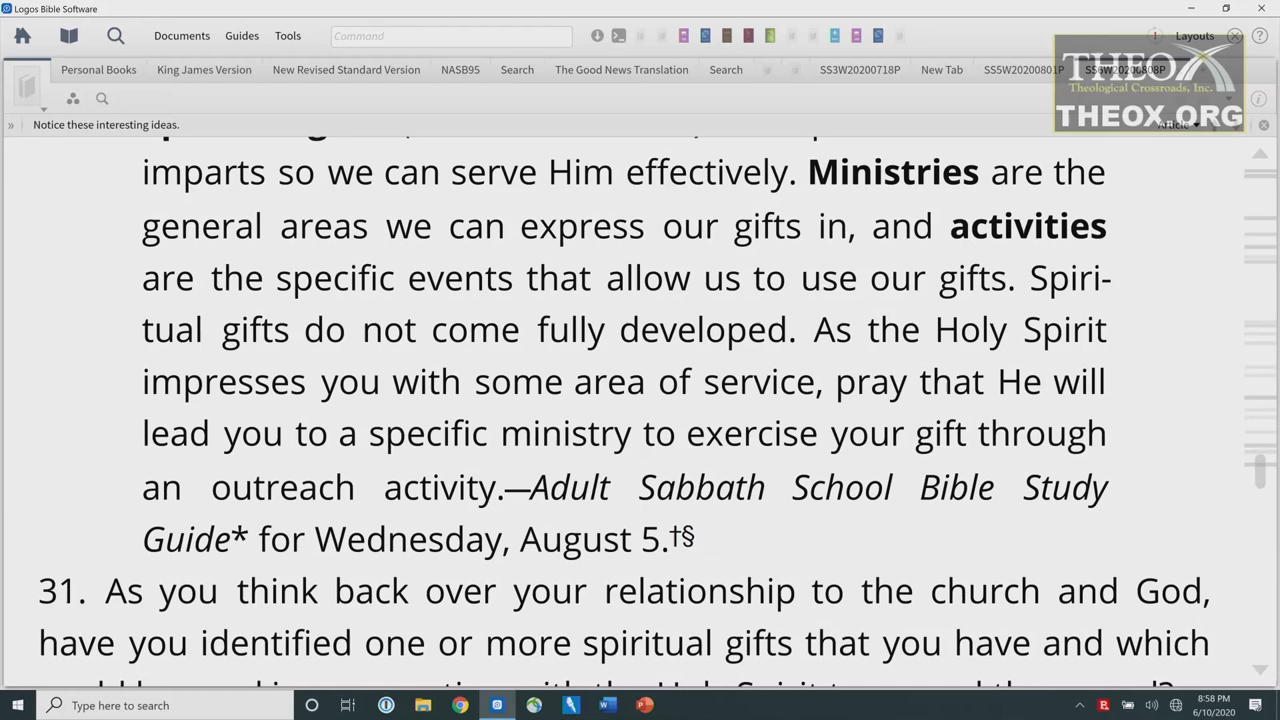 Logos Bible Software
Documents Guides Tools Command Layouts
Personal Books King James Version New Revised Stan Search The Good News Translation Search SS3W20200718P New Tab SS5W20200801P SS6W20200808P
THEOX
Theological Crossroads, Inc.
THEOX.ORG
Notice these interesting ideas. Article
imparts so we can serve Him effectively. Ministries are the
general areas we can express our gifts in, and activities
are the specific events that allow us to use our gifts. Spiri-
tual gifts do not come fully developed. As the Holy Spirit
impresses you with some area of service, pray that He will
lead you to a specific ministry to exercise your gift through
an outreach activity.—Adult Sabbath School Bible Study
Guide* for Wednesday, August 5.†§
31. As you think back over your relationship to the church and God,
have you identified one or more spiritual gifts that you have and which
Type here to search 8:58 PM
6/10/2020